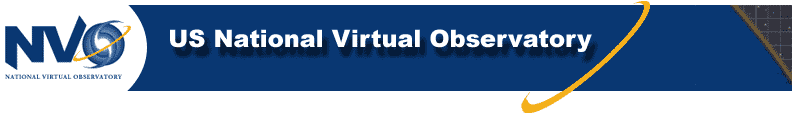 NVO
NATIONAL VIRTUAL OBSERVATORY
US National Virtual Observatory